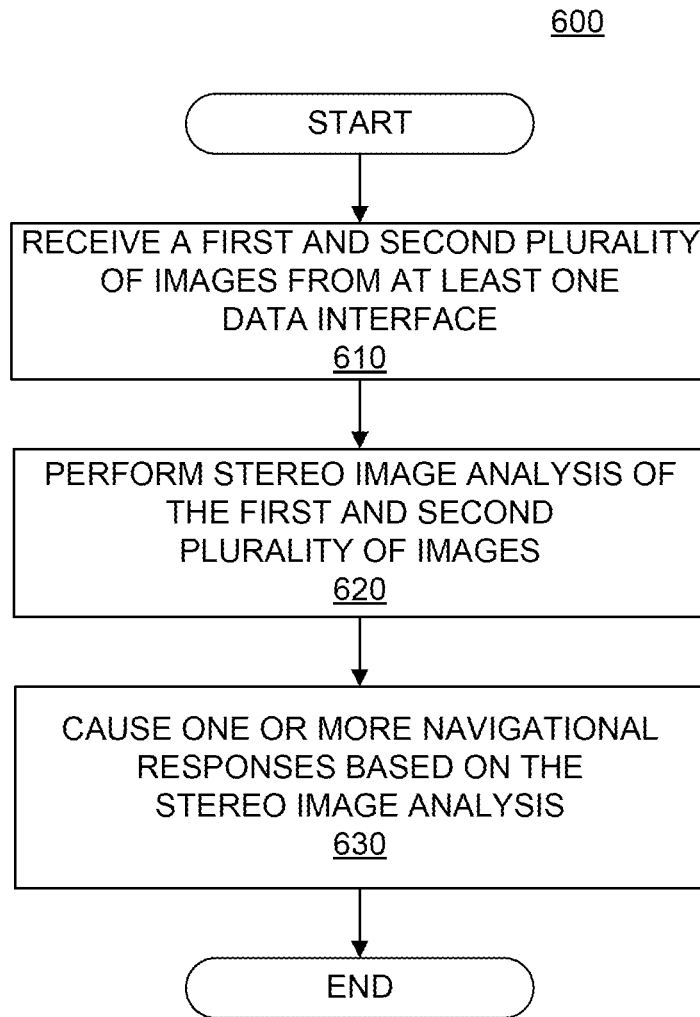 600
START
RECEIVE A FIRST AND SECOND PLURALITY
OF IMAGES FROM AT LEAST ONE
DATA INTERFACE
610
PERFORM STEREO IMAGE ANALYSIS OF
THE FIRST AND SECOND
PLURALITY OF IMAGES
620
CAUSE ONE OR MORE NAVIGATIONAL
RESPONSES BASED ON THE
STEREO IMAGE ANALYSIS
630
END